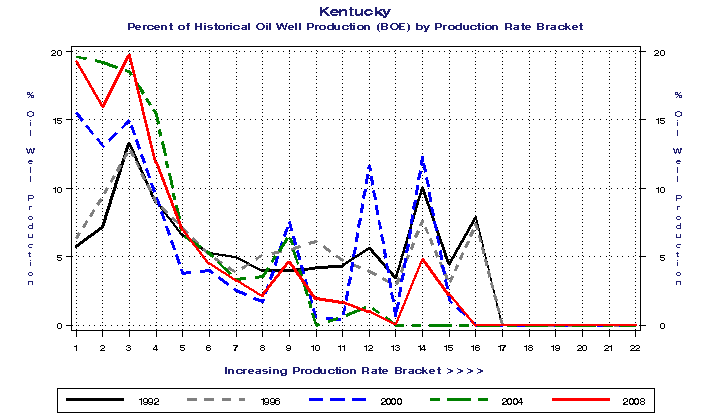 Kentucky
Percent of Historical Oil Well Production (BOE) by Production Rate Bracket
20 20
15 15
10 10
5 5
0 0
% Oil Well Production
% Oil Well Production
1 2 3 4 5 6 7 8 9 10 11 12 13 14 15 16 17 18 19 20 21 22
Increasing Production Rate Bracket > > > >
1992 1996 2000 2004 2008